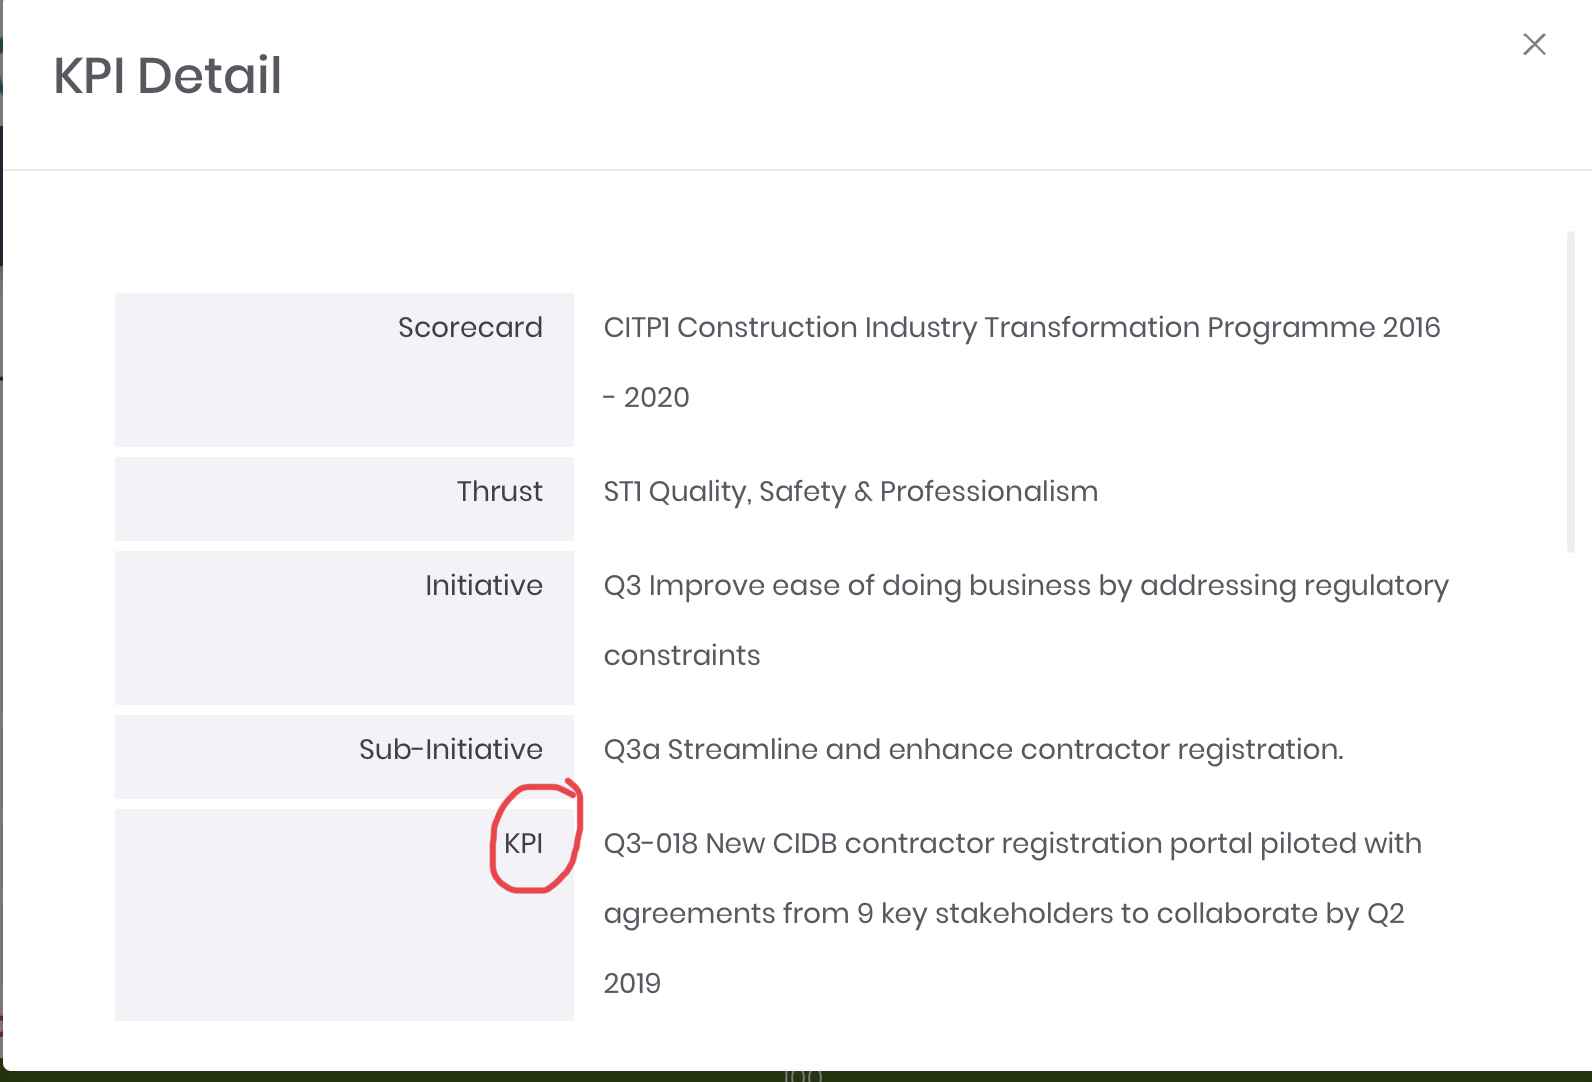 KPI Detail
Scorecard
CITP1 Construction Industry Transformation Programme 2016
- 2020
Thrust
ST1 Quality, Safety & Professionalism
Initiative
Q3 Improve ease of doing business by addressing regulatory
constraints
Sub-Initiative
Q3a Streamline and enhance contractor registration.
KPI
Q3-018 New CIDB contractor registration portal piloted with
agreements from 9 key stakeholders to collaborate by Q2
2019